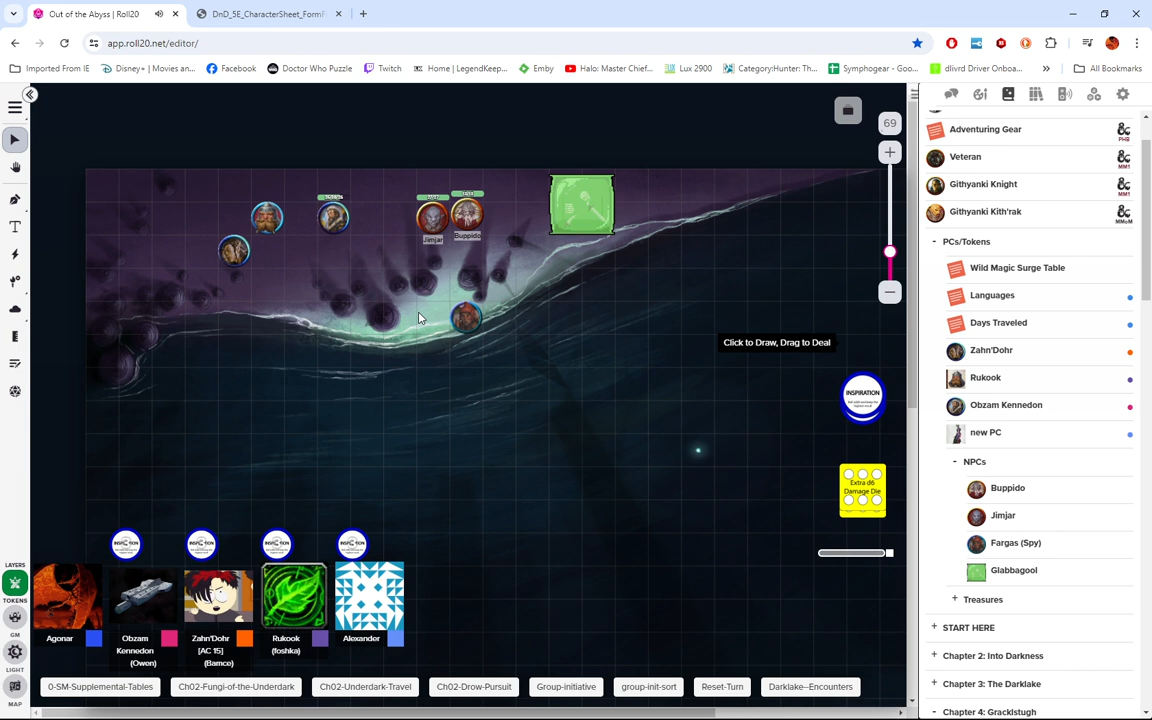 Out of the Abyss | Roll20
DnD_5E_CharacterSheet_FormF
app.roll20.net/editor/
Imported From IE
Disney+ | Movies an...
Facebook
Doctor Who Puzzle
Twitch
Home | LegendKeep...
Emby
Halo: Master Chief...
Lux 2900
Category:Hunter: Th...
Symphogear - Goo...
dlivrd Driver Onboa...
All Bookmarks
69
Adventuring Gear
PHB
Veteran
Githyanki Knight
Githyanki Kith'rak
MMoM
PCs/Tokens
Wild Magic Surge Table
Languages
Days Traveled
Zahn'Dohr
Rukook
Obzam Kennedon
new PC
NPCs
Buppido
Jimjar
Fargas (Spy)
Glabbagool
Treasures
START HERE
Chapter 2: Into Darkness
Chapter 3: The Darklake
Chapter 4: Gracklstugh
Jimjar
Buppido
Click to Draw, Drag to Deal
INSPIRATION
Extra d6
Damage Die
LAYERS
TOKENS
GM
LIGHT
MAP
Agonar
Obzam
Kennedon
(Owen)
Zahn'Dohr
[AC 15]
(Bamce)
Rukook
(foshka)
Alexander
0-SM-Supplemental-Tables
Ch02-Fungi-of-the-Underdark
Ch02-Underdark-Travel
Ch02-Drow-Pursuit
Group-initiative
group-init-sort
Reset-Turn
Darklake--Encounters